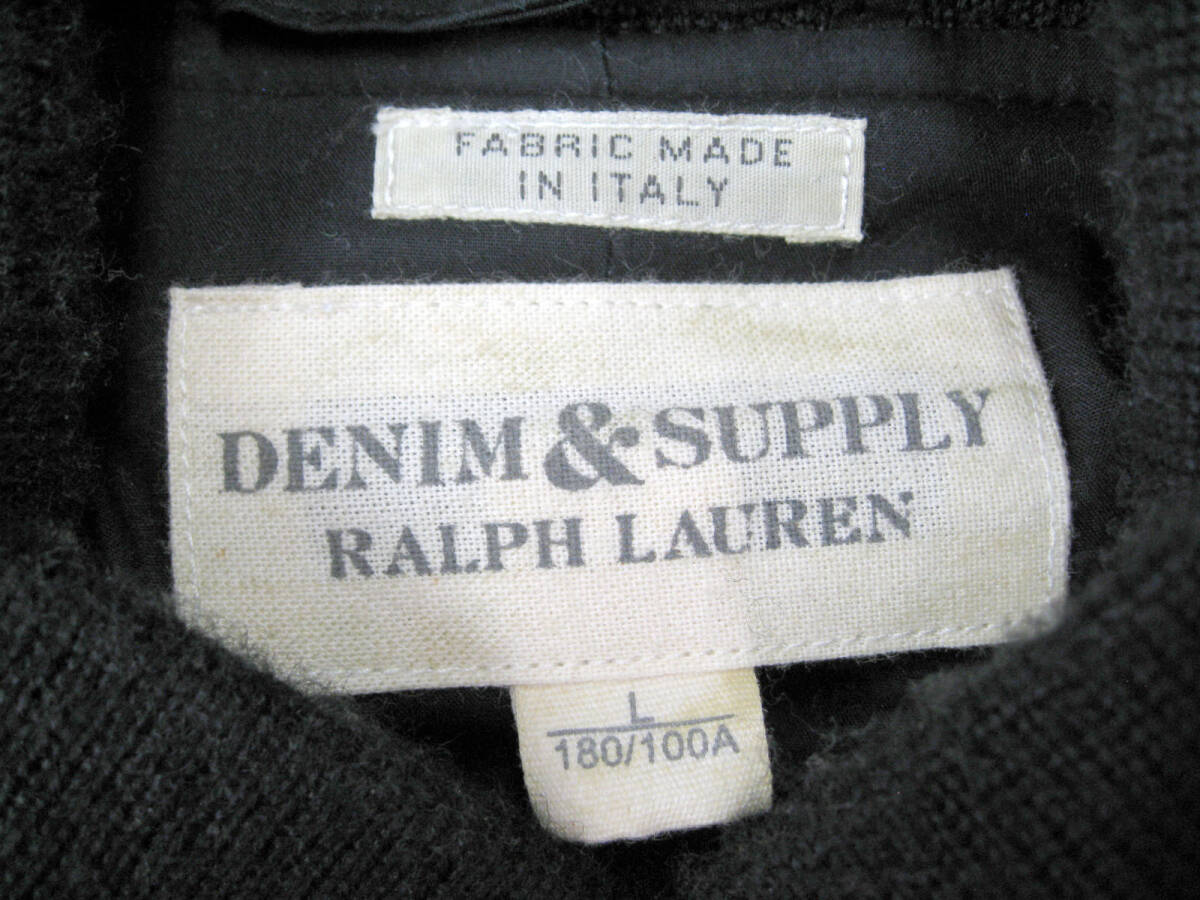 FABRIC MADE
IN ITALY
DENIM & SUPPLY
RALPH LAUREN
L
180/100A